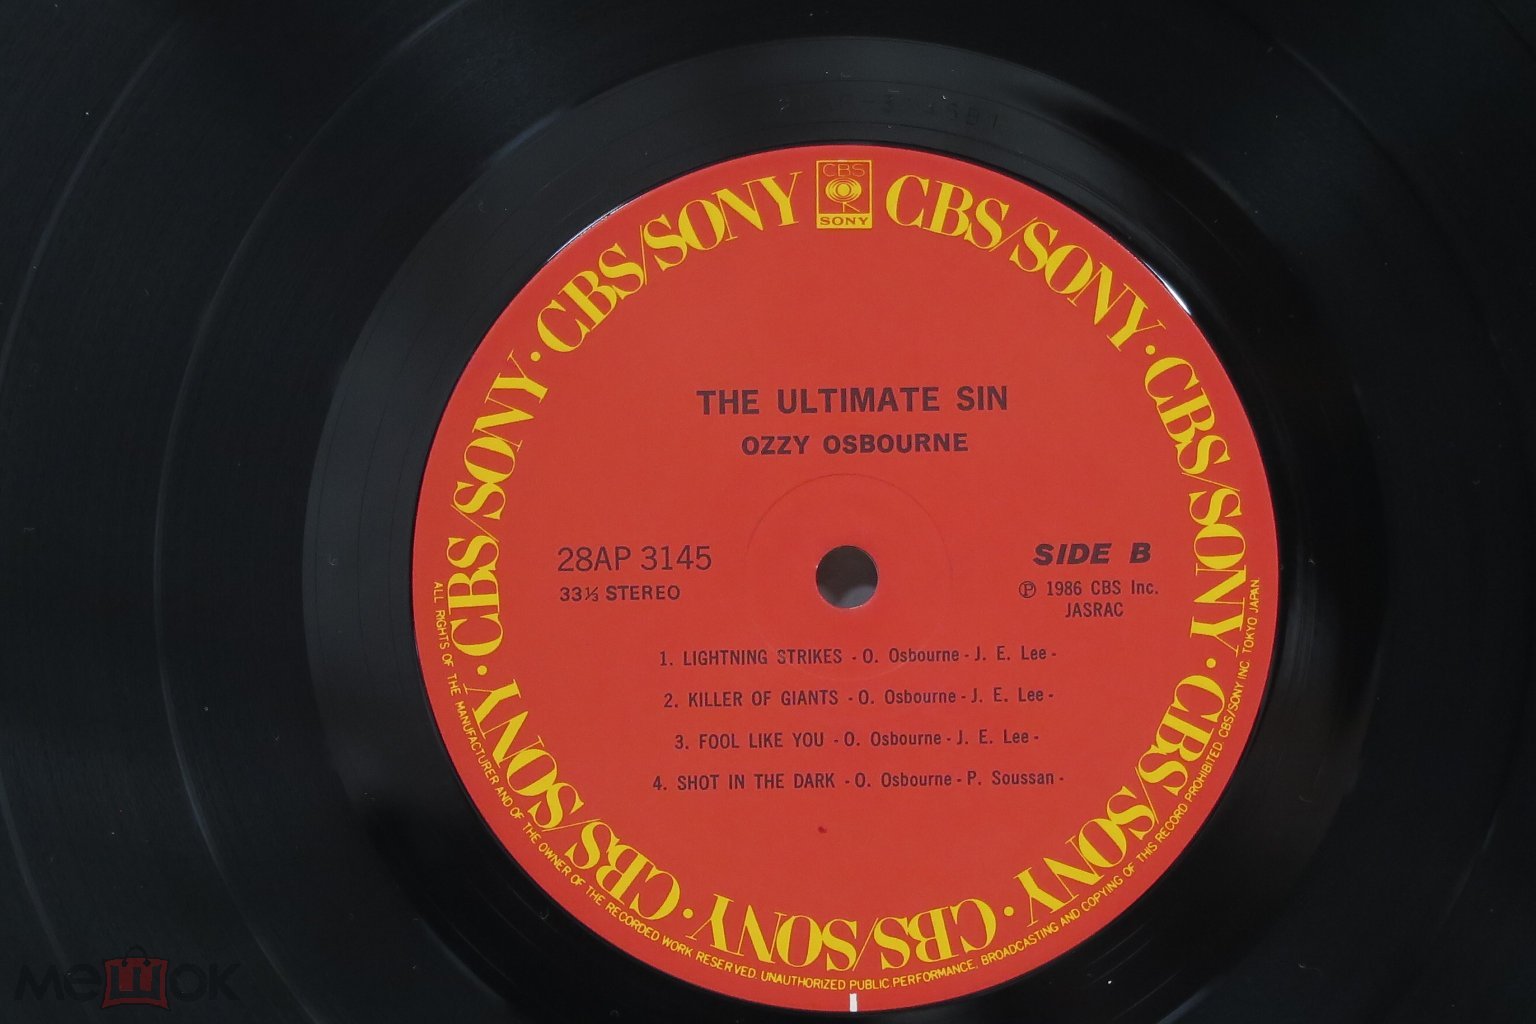 CBS
SONY
CBS/SONY · CBS/SONY · CBS/SONY · CBS/SONY · CBS/SONY · CBS/SONY · CBS/SONY · CBS/SONY
THE ULTIMATE SIN
OZZY OSBOURNE
28AP 3145
33⅓ STEREO
SIDE B
Ⓟ 1986 CBS Inc.
JASRAC
1. LIGHTNING STRIKES - O. Osbourne - J. E. Lee -
2. KILLER OF GIANTS - O. Osbourne - J. E. Lee -
3. FOOL LIKE YOU - O. Osbourne - J. E. Lee -
4. SHOT IN THE DARK - O. Osbourne - P. Soussan -
ALL RIGHTS OF THE MANUFACTURER AND OF THE OWNER OF THE RECORDED WORK RESERVED. UNAUTHORIZED PUBLIC PERFORMANCE, BROADCASTING AND COPYING OF THIS RECORD PROHIBITED CBS/SONY INC. TOKYO JAPAN.
мешок